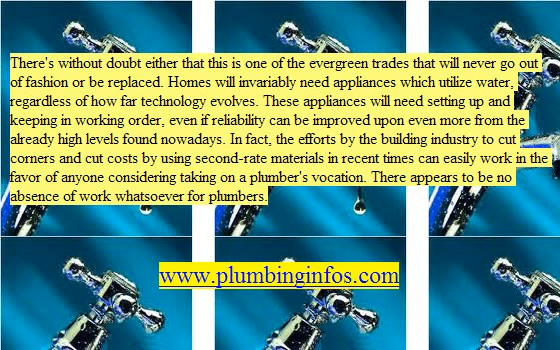 There's without doubt either that this is one of the evergreen trades that will never go out
of fashion or be replaced. Homes will invariably need appliances which utilize water,
regardless of how far technology evolves. These appliances will need setting up and
keeping in working order, even if reliability can be improved upon even more from the
already high levels found nowadays. In fact, the efforts by the building industry to cut
corners and cut costs by using second-rate materials in recent times can easily work in the
favor of anyone considering taking on a plumber's vocation. There appears to be no
absence of work whatsoever for plumbers.
www.plumbinginfos.com